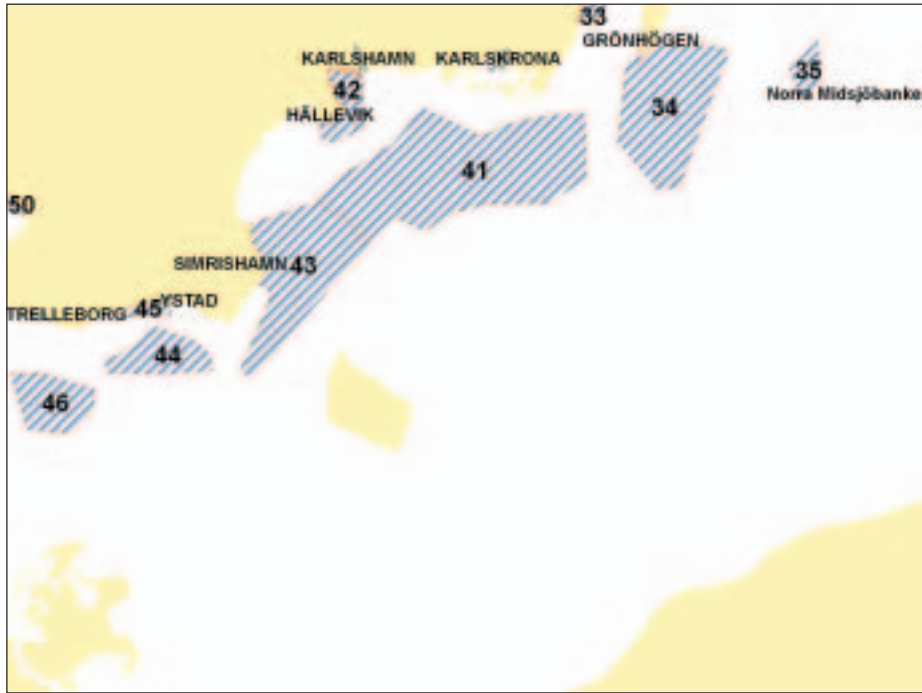 33
GRÖNHÖGEN
KARLSHAMN
KARLSKRONA
35
42
Norra Midsjöbanke
HÄLLEVIK
34
41
50
SIMRISHAMN
43
45
YSTAD
TRELLEBORG
44
46